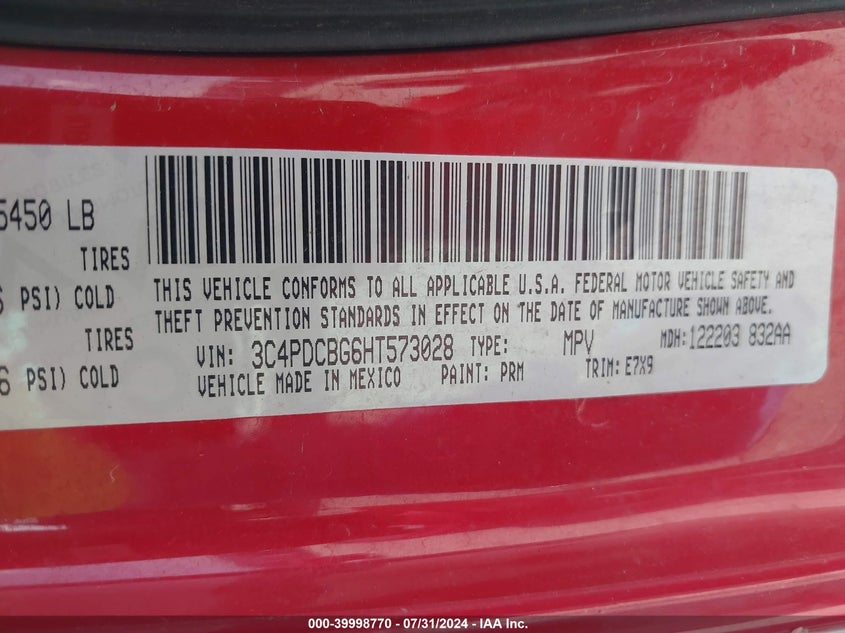 5450 LB
TIRES
PSI) COLD
TIRES
PSI) COLD
THIS VEHICLE CONFORMS TO ALL APPLICABLE U.S.A. FEDERAL MOTOR VEHICLE SAFETY AND
THEFT PREVENTION STANDARDS IN EFFECT ON THE DATE OF MANUFACTURE SHOWN ABOVE.
VIN: 3C4PDCBG6HT573028 TYPE: MPV MDH:122203 832AA
VEHICLE MADE IN MEXICO PAINT: PRM TRIM: E7X9
000-39998770 - 07/31/2024 - IAA Inc.